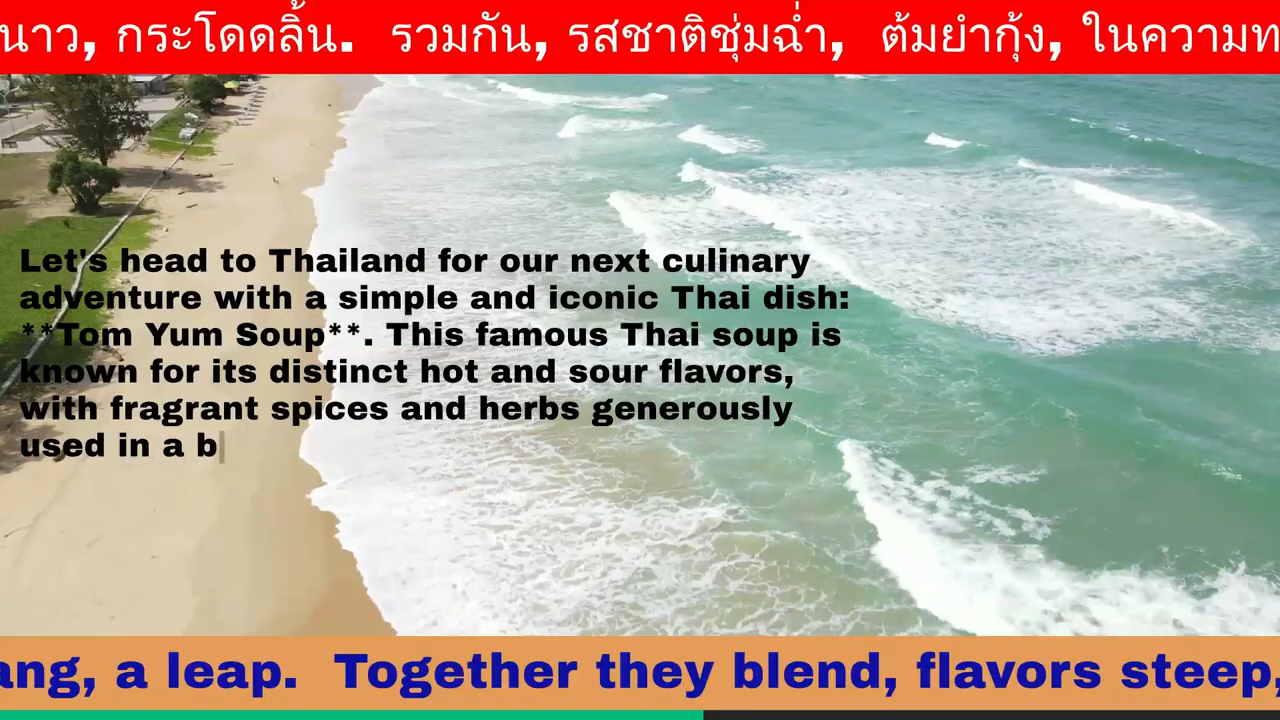 นาว, กระโดดลิ้น. รวมกัน, รสชาติชุ่มฉ่ำ, ต้มยำกุ้ง, ในความท
Let's head to Thailand for our next culinary
adventure with a simple and iconic Thai dish:
**Tom Yum Soup**. This famous Thai soup is
known for its distinct hot and sour flavors,
with fragrant spices and herbs generously
used in a b
ang, a leap. Together they blend, flavors steep,